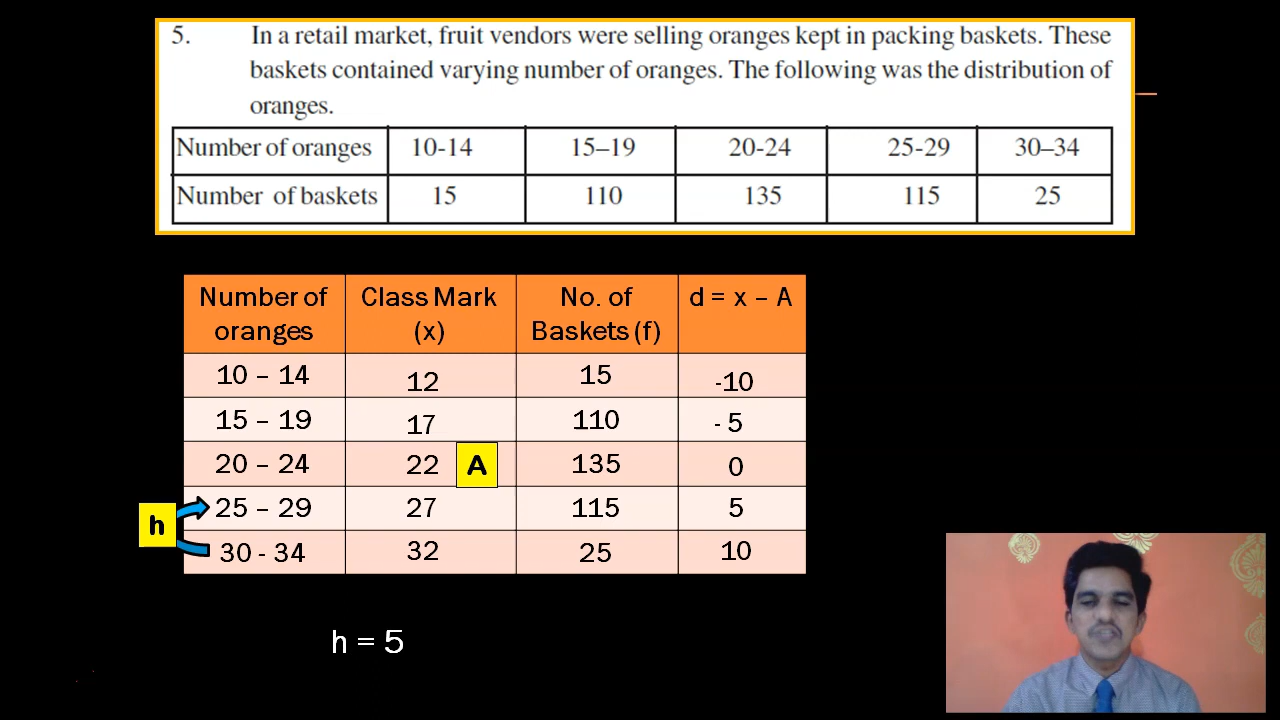 5. In a retail market, fruit vendors were selling oranges kept in packing baskets. These
baskets contained varying number of oranges. The following was the distribution of
oranges.
Number of oranges 10-14 15–19 20-24 25-29 30–34
Number of baskets 15 110 135 115 25
Number of oranges Class Mark (x) No. of Baskets (f) d = x – A
10 – 14 12 15 -10
15 – 19 17 110 - 5
20 – 24 22 A 135 0
h 25 – 29 27 115 5
30 - 34 32 25 10
h = 5